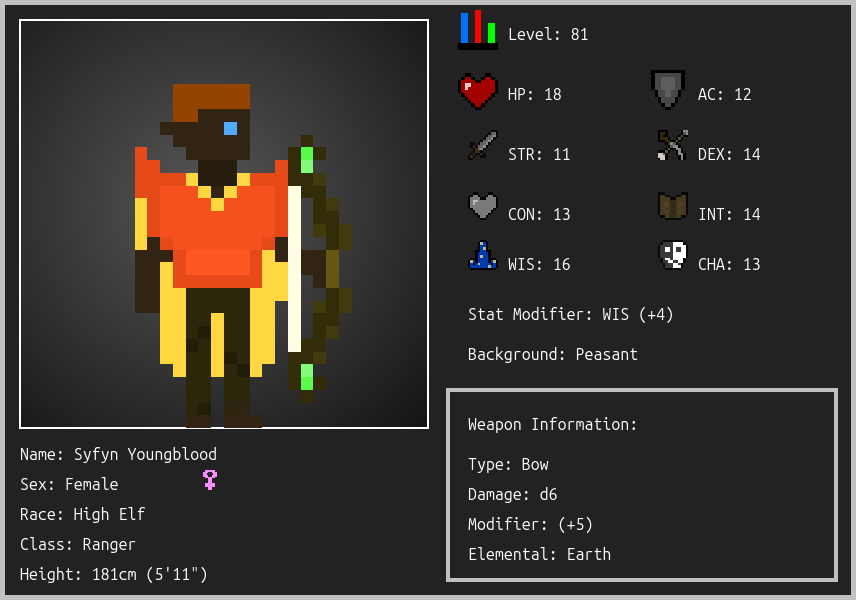 Level: 81
HP: 18
AC: 12
STR: 11
DEX: 14
CON: 13
INT: 14
WIS: 16
CHA: 13
Stat Modifier: WIS (+4)
Background: Peasant
Weapon Information:
Type: Bow
Damage: d6
Modifier: (+5)
Elemental: Earth
Name: Syfyn Youngblood
Sex: Female
Race: High Elf
Class: Ranger
Height: 181cm (5'11")